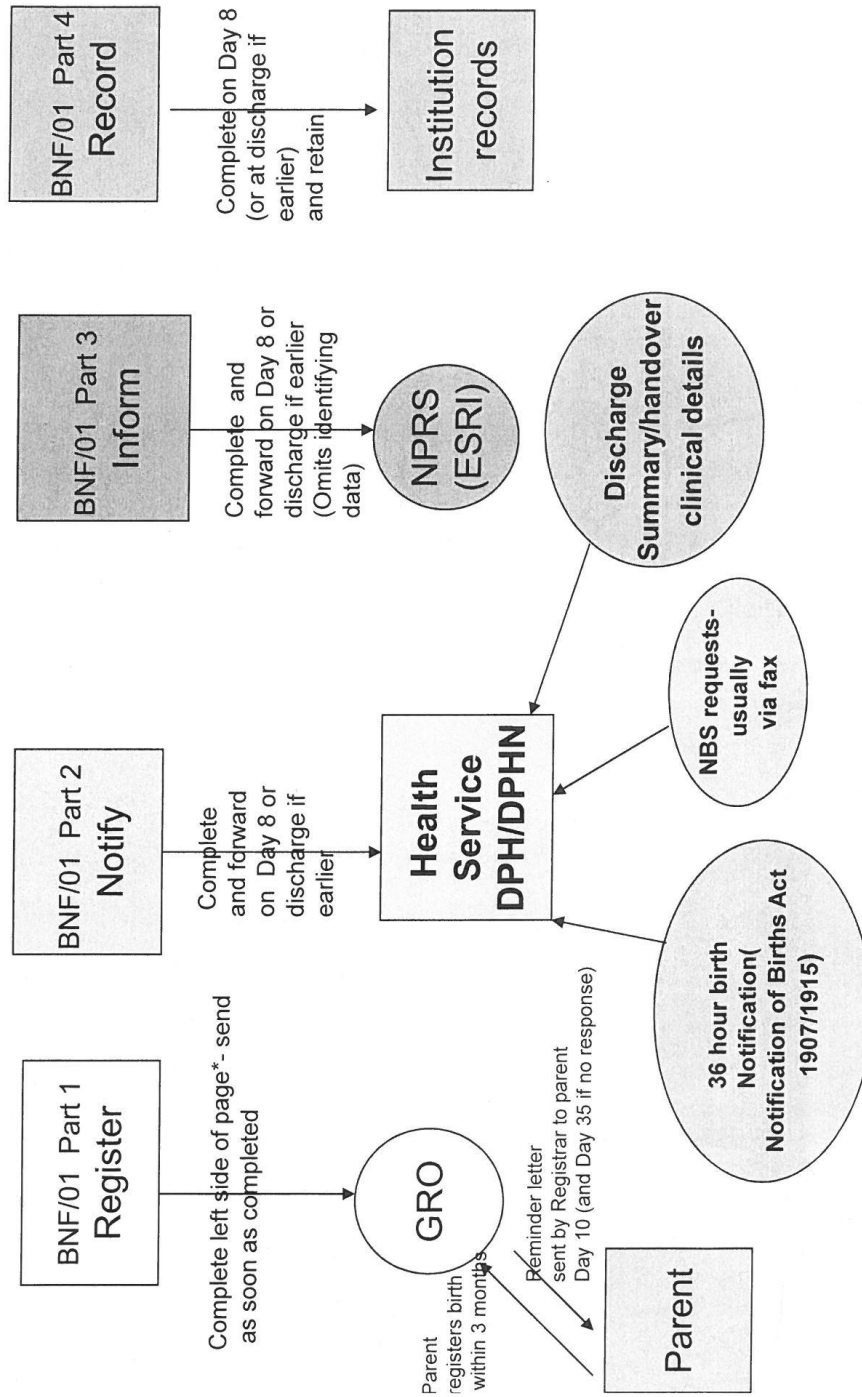 BNF/01 Part 1
Register
Complete left side of page*- send
as soon as completed
GRO
Parent
registers birth
within 3 months
Reminder letter
sent by Registrar to parent
Day 10 (and Day 35 if no response)
Parent
BNF/01 Part 2
Notify
Complete
and forward
on Day 8 or
discharge if
earlier
Health
Service
DPH/DPHN
36 hour birth
Notification(
Notification of Births Act
1907/1915)
NBS requests-
usually
via fax
Discharge
Summary/handover
clinical details
BNF/01 Part 3
Inform
Complete and
forward on Day 8 or
discharge if earlier
(Omits identifying
data)
NPRS
(ESRI)
BNF/01 Part 4
Record
Complete on Day 8
(or at discharge if
earlier)
and retain
Institution
records